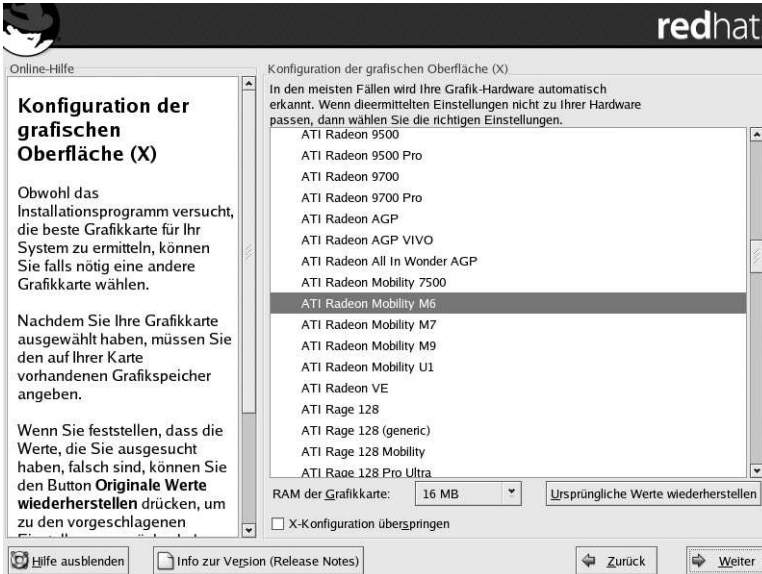 redhat.
Online-Hilfe
Konfiguration der
grafischen
Oberfläche (X)
Obwohl das
Installationsprogramm versucht,
die beste Grafikkarte für Ihr
System zu ermitteln, können
Sie falls nötig eine andere
Grafikkarte wählen.
Nachdem Sie Ihre Grafikkarte
ausgewählt haben, müssen Sie
den auf Ihrer Karte
vorhandenen Grafikspeicher
angeben.
Wenn Sie feststellen, dass die
Werte, die Sie ausgesucht
haben, falsch sind, können Sie
den Button Originale Werte
wiederherstellen drücken, um
zu den vorgeschlagenen
Konfiguration der grafischen Oberfläche (X)
In den meisten Fällen wird Ihre Grafik-Hardware automatisch
erkannt. Wenn dieermittelten Einstellungen nicht zu Ihrer Hardware
passen, dann wählen Sie die richtigen Einstellungen.
ATI Radeon 9500
ATI Radeon 9500 Pro
ATI Radeon 9700
ATI Radeon 9700 Pro
ATI Radeon AGP
ATI Radeon AGP VIVO
ATI Radeon All In Wonder AGP
ATI Radeon Mobility 7500
ATI Radeon Mobility M6
ATI Radeon Mobility M7
ATI Radeon Mobility M9
ATI Radeon Mobility U1
ATI Radeon VE
ATI Rage 128
ATI Rage 128 (generic)
ATI Rage 128 Mobility
ATI Rage 128 Pro Ultra
RAM der Grafikkarte: 16 MB Ursprüngliche Werte wiederherstellen
X-Konfiguration überspringen
Hilfe ausblenden Info zur Version (Release Notes) Zurück Weiter